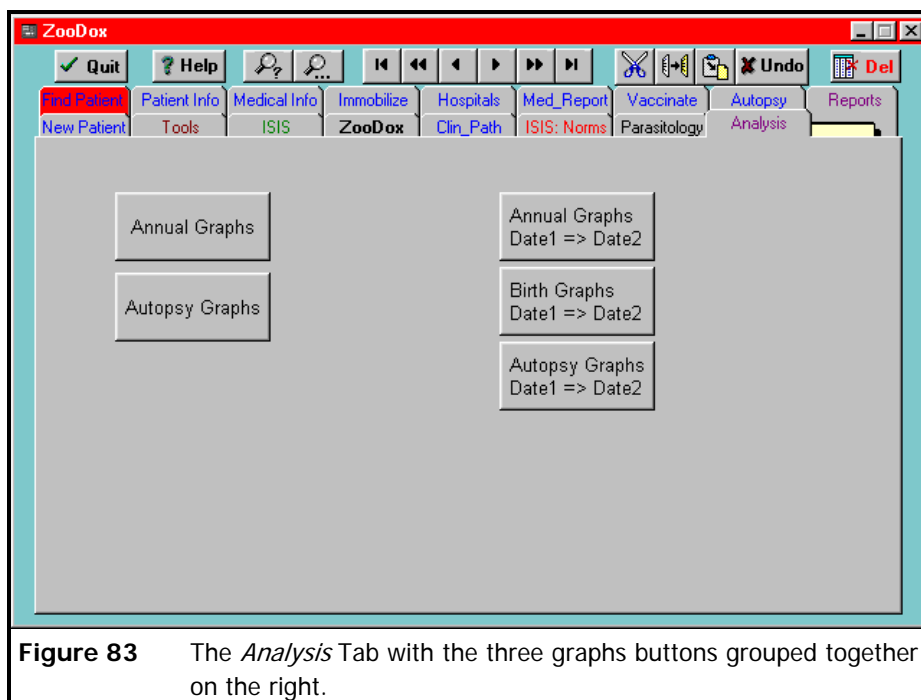 ZooDox
Quit Help ? ... Undo Del
Find Patient Patient Info Medical Info Immobilize Hospitals Med_Report Vaccinate Autopsy Reports
New Patient Tools ISIS ZooDox Clin_Path ISIS: Norms Parasitology Analysis
Annual Graphs
Autopsy Graphs
Annual Graphs
Date1 => Date2
Birth Graphs
Date1 => Date2
Autopsy Graphs
Date1 => Date2
Figure 83 The Analysis Tab with the three graphs buttons grouped together
on the right.